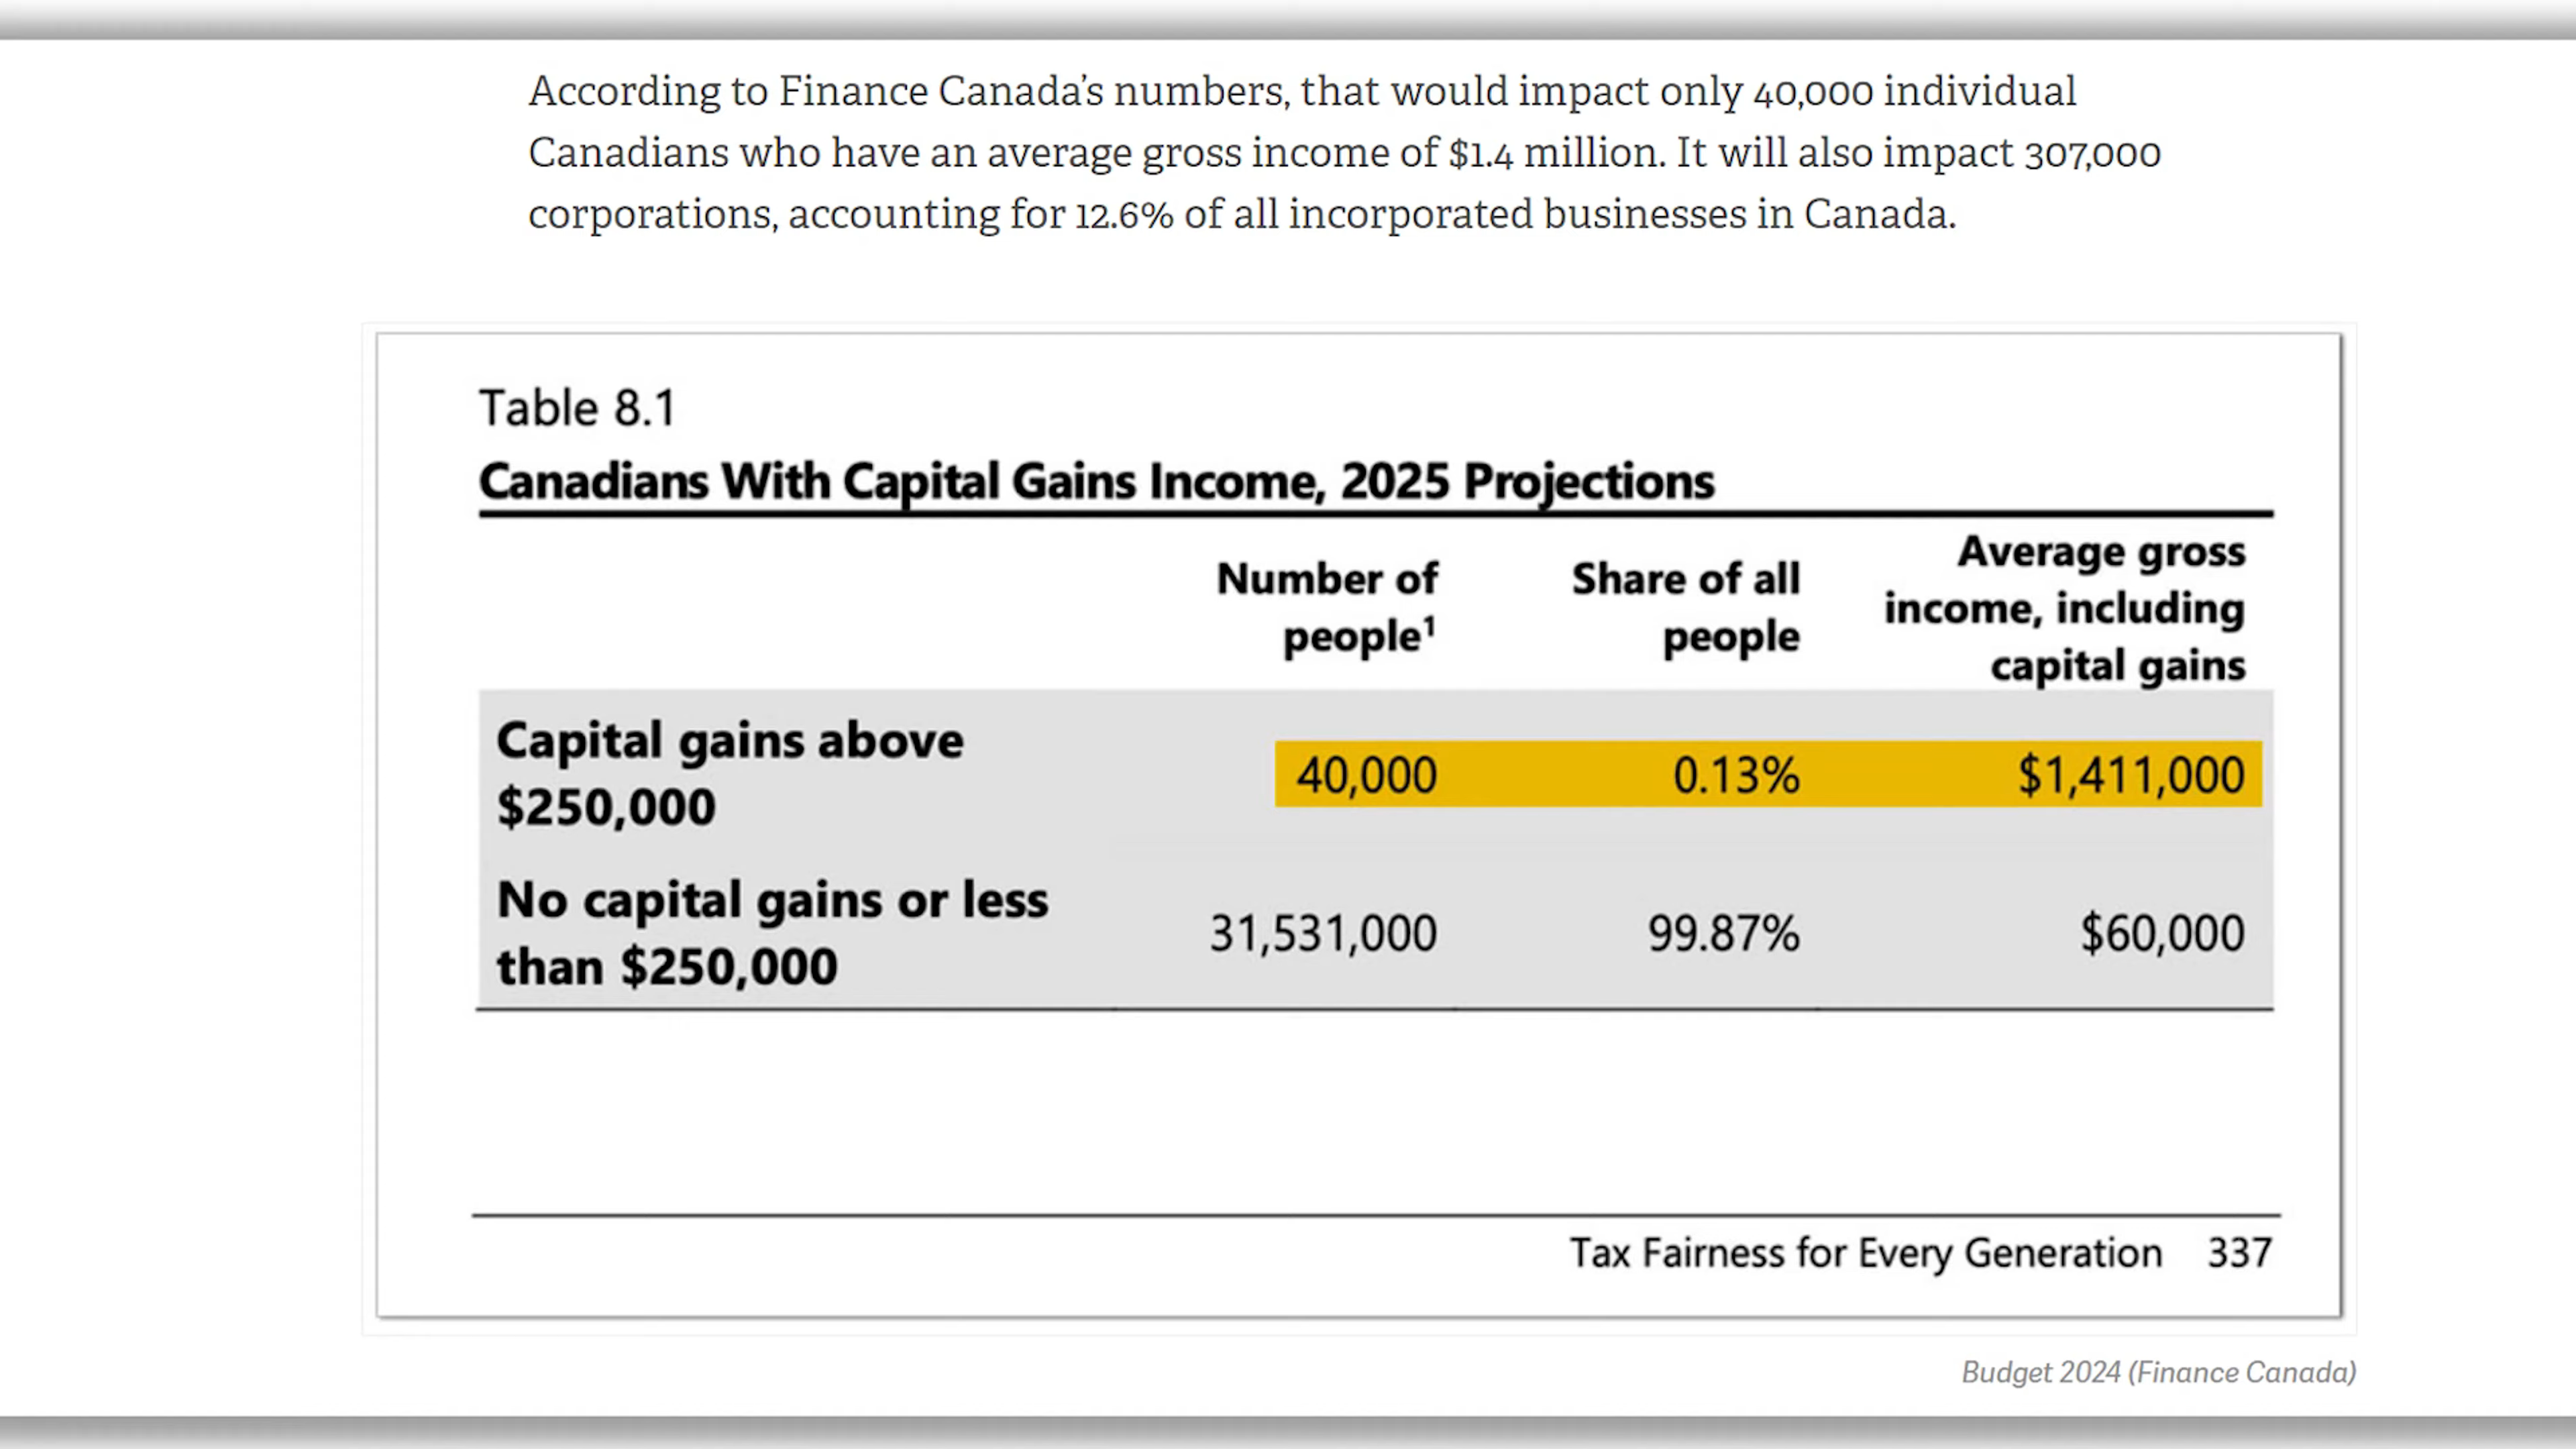 According to Finance Canada’s numbers, that would impact only 40,000 individual
Canadians who have an average gross income of $1.4 million. It will also impact 307,000
corporations, accounting for 12.6% of all incorporated businesses in Canada.
Table 8.1
Canadians With Capital Gains Income, 2025 Projections
Number of people¹ Share of all people Average gross income, including capital gains
Capital gains above $250,000 40,000 0.13% $1,411,000
No capital gains or less than $250,000 31,531,000 99.87% $60,000
Tax Fairness for Every Generation 337
Budget 2024 (Finance Canada)